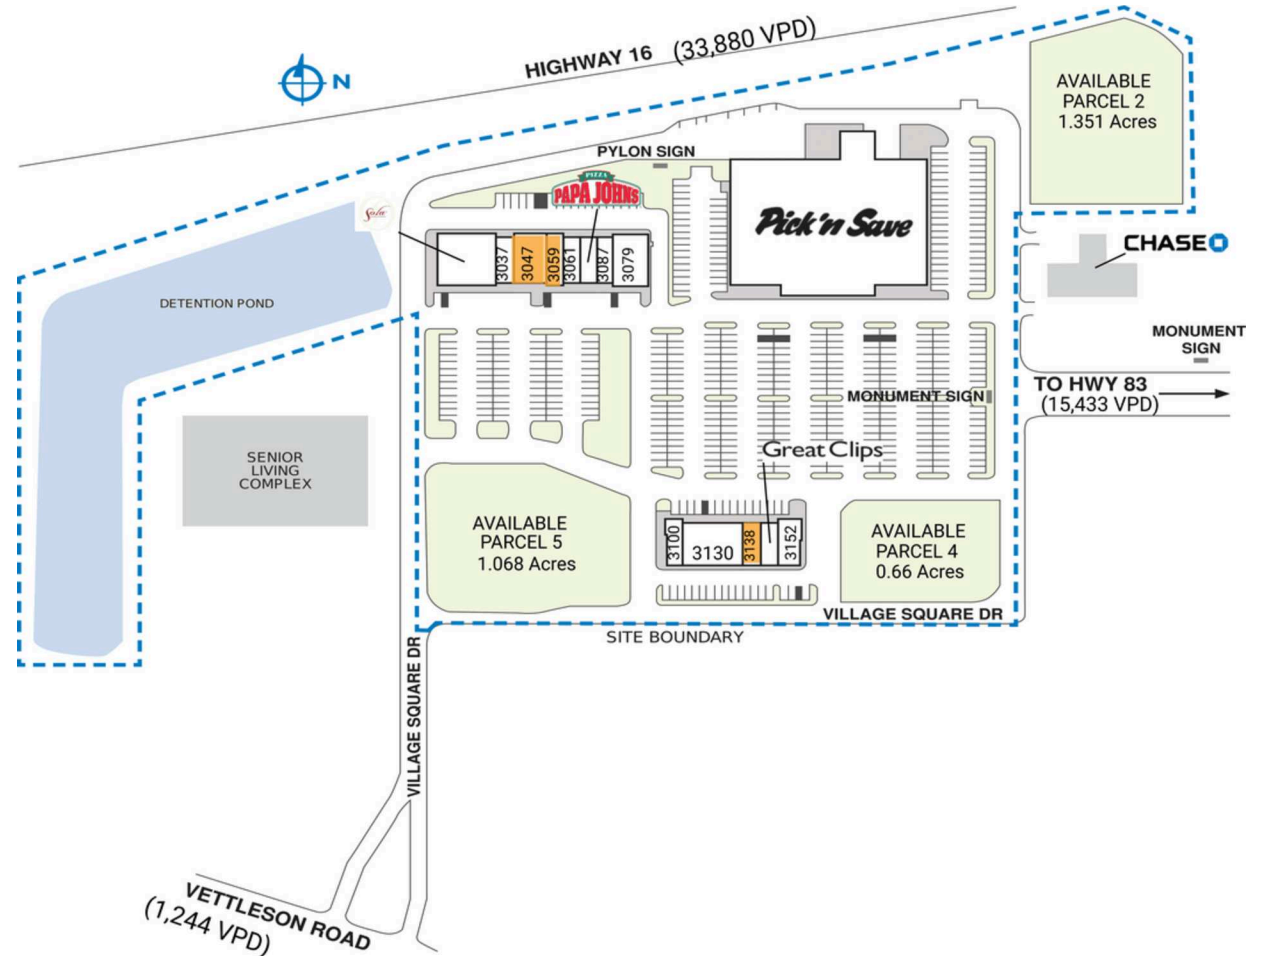 HIGHWAY 16 (33,880 VPD)
N
AVAILABLE
PARCEL 2
1.351 Acres
PYLON SIGN
PIZZA
PAPA JOHNS
Pick 'n Save
3037
3047
3059
3061
3087
3079
CHASE
DETENTION POND
MONUMENT
SIGN
TO HWY 83
(15,433 VPD)
MONUMENT SIGN
SENIOR
LIVING
COMPLEX
Great Clips
AVAILABLE
PARCEL 5
1.068 Acres
3100
3130
3138
3152
AVAILABLE
PARCEL 4
0.66 Acres
VILLAGE SQUARE DR
SITE BOUNDARY
VILLAGE SQUARE DR
VETTLESON ROAD
(1,244 VPD)